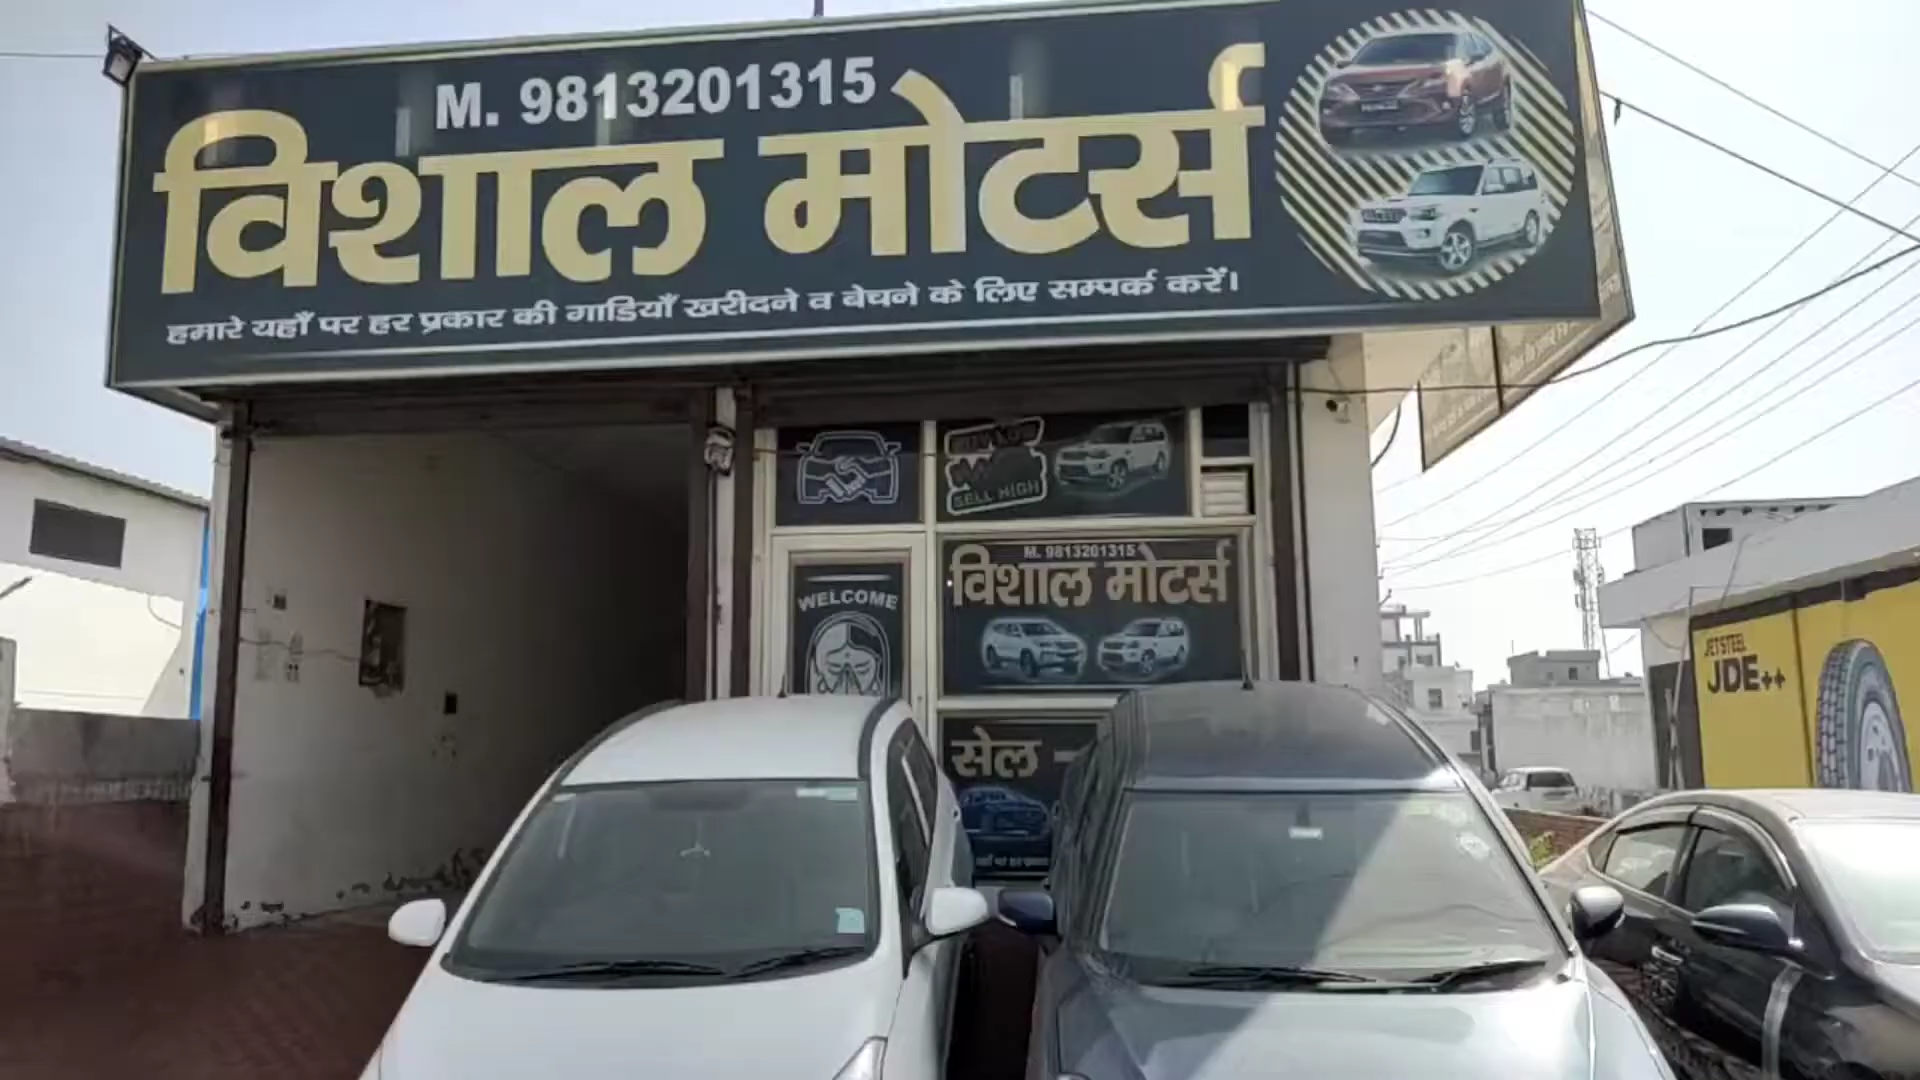 M. 9813201315
विशाल मोटर्स
हमारे यहाँ पर हर प्रकार की गाडियाँ खरीदने व बेचने के लिए सम्पर्क करें।
SELL HIGH
M. 9813201315
विशाल मोटर्स
WELCOME
सेल -
JETSTEEL
JDE++